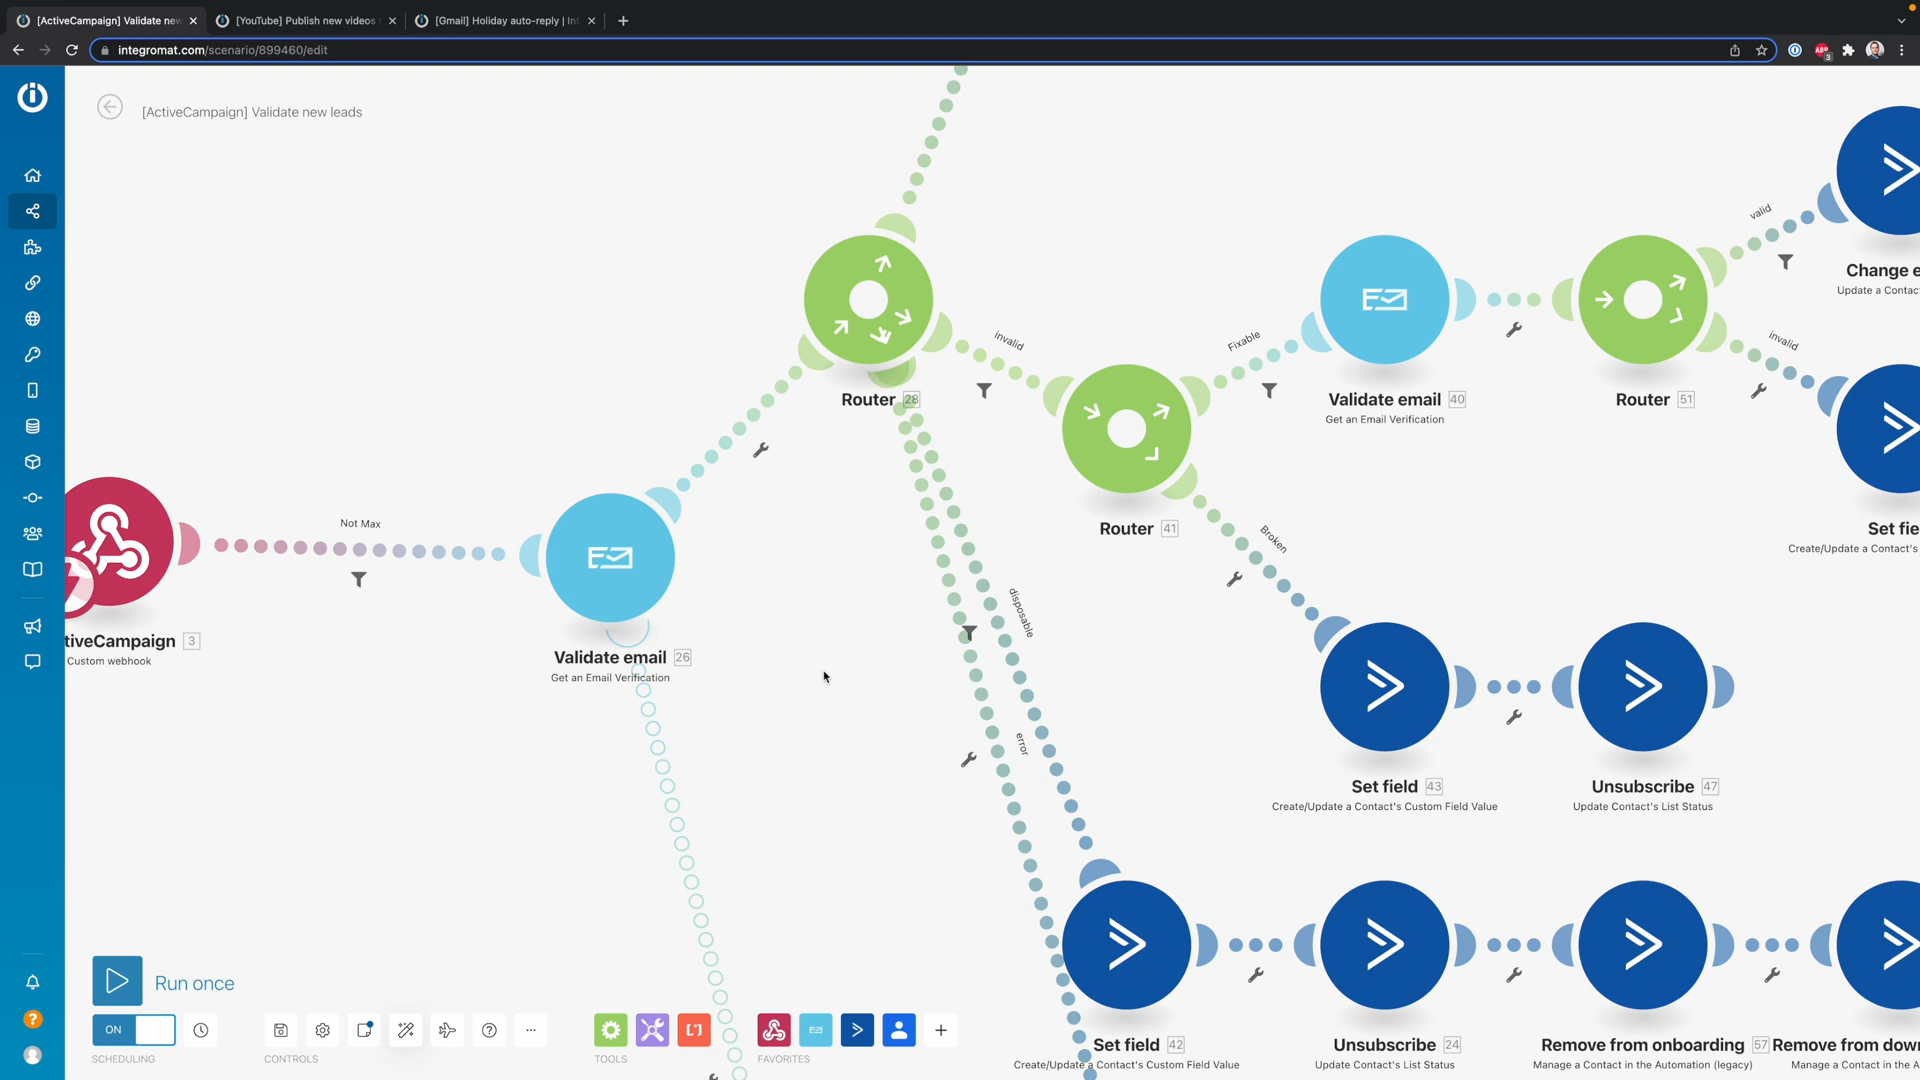 [ActiveCampaign] Validate new
[YouTube] Publish new videos
[Gmail] Holiday auto-reply | In
integromat.com/scenario/899460/edit
ABP
3
[ActiveCampaign] Validate new leads
valid
Change e
Update a Contact
invalid
Fixable
invalid
Router 28
Validate email 40
Get an Email Verification
Router 51
Not Max
Router 41
Broken
Set fie
Create/Update a Contact's
disposable
tiveCampaign 3
Custom webhook
Validate email 26
Get an Email Verification
error
Set field 43
Create/Update a Contact's Custom Field Value
Unsubscribe 47
Update Contact's List Status
Run once
ON
SCHEDULING
CONTROLS
TOOLS
FAVORITES
Set field 42
Create/Update a Contact's Custom Field Value
Unsubscribe 24
Update Contact's List Status
Remove from onboarding 57
Manage a Contact in the Automation (legacy)
Remove from dow
Manage a Contact in the A